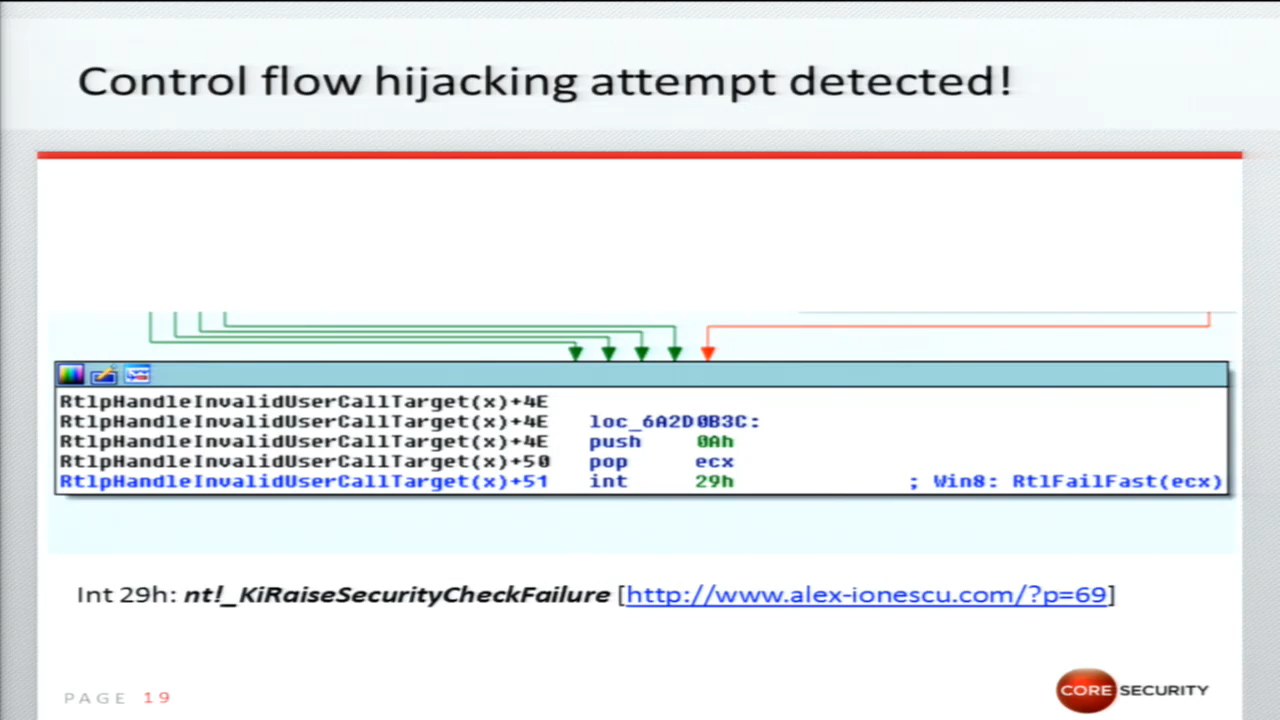 Control flow hijacking attempt detected!
RtlpHandleInvalidUserCallTarget(x)+4E
RtlpHandleInvalidUserCallTarget(x)+4E loc_6A2D0B3C:
RtlpHandleInvalidUserCallTarget(x)+4E push 0Ah
RtlpHandleInvalidUserCallTarget(x)+50 pop ecx
RtlpHandleInvalidUserCallTarget(x)+51 int 29h ; Win8: RtlFailFast(ecx)
Int 29h: nt!_KiRaiseSecurityCheckFailure [http://www.alex-ionescu.com/?p=69]
PAGE 19
CORE SECURITY